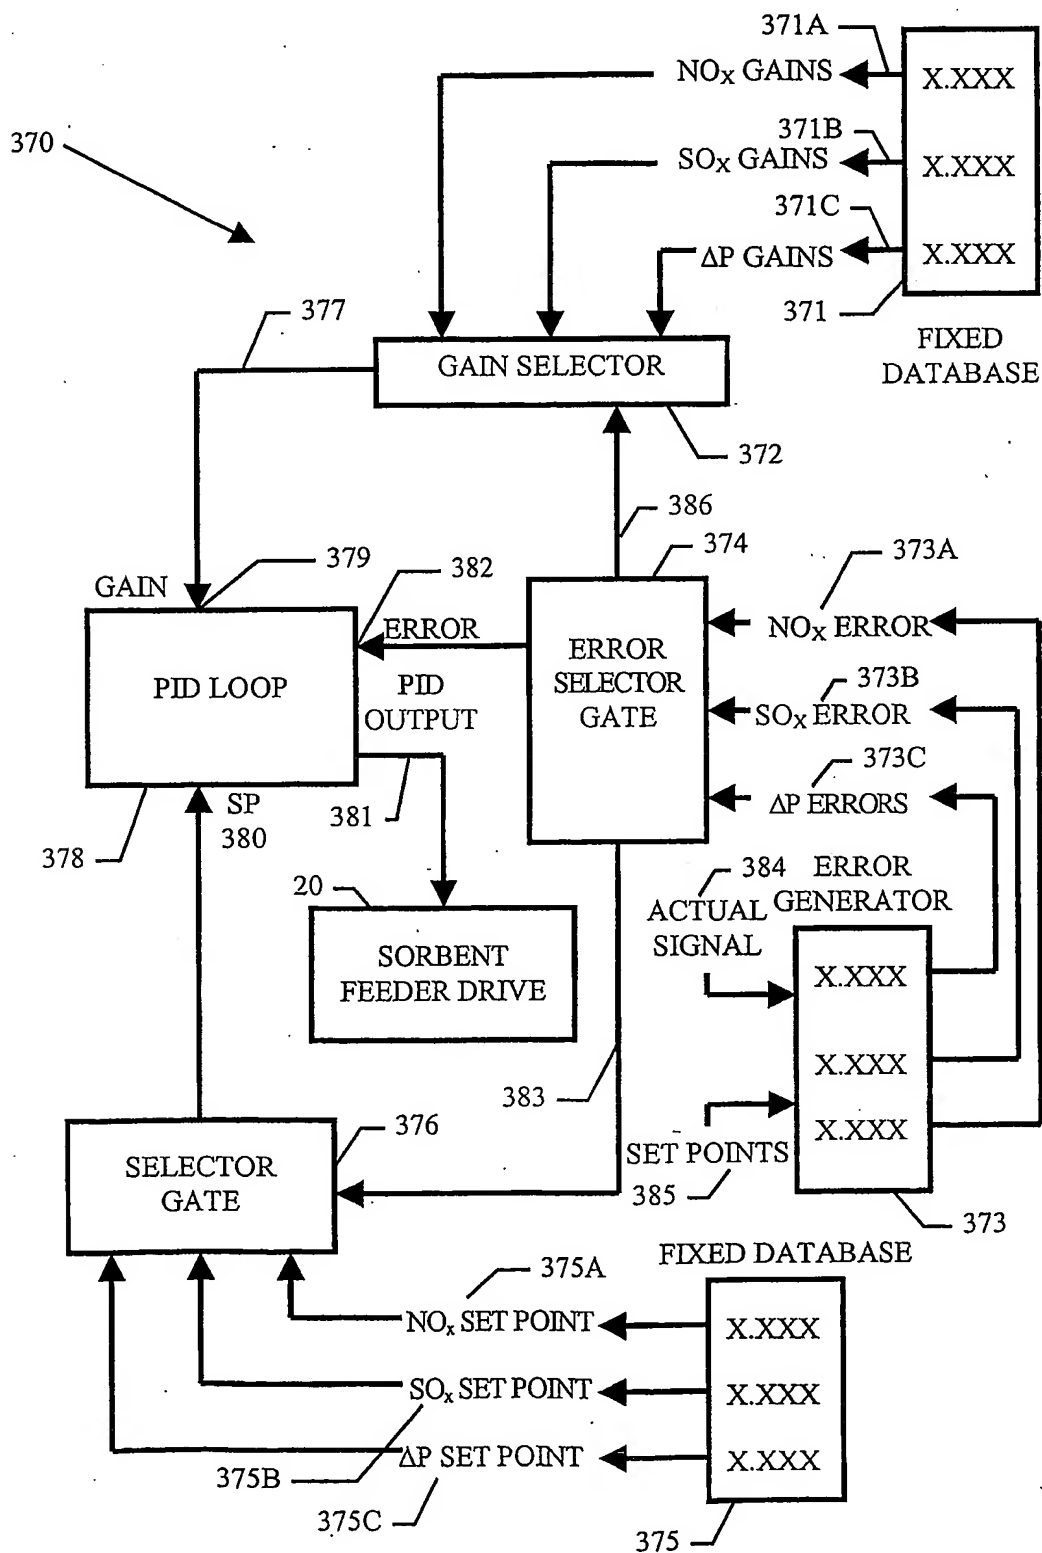 371A
NOX GAINS
X.XXX
370
371B
SOX GAINS
X.XXX
371C
ΔP GAINS
X.XXX
371
FIXED
DATABASE
377
GAIN SELECTOR
372
386
374
373A
379
382
GAIN
ERROR
NOX ERROR
PID LOOP
ERROR
SELECTOR
GATE
PID
OUTPUT
373B
SOX ERROR
373C
ΔP ERRORS
SP
380
381
378
384
ERROR
GENERATOR
20
ACTUAL
SIGNAL
SORBENT
FEEDER DRIVE
X.XXX
X.XXX
X.XXX
383
376
SELECTOR
GATE
SET POINTS
385
373
FIXED DATABASE
375A
NOx SET POINT
X.XXX
SOx SET POINT
X.XXX
375B
ΔP SET POINT
X.XXX
375C
375